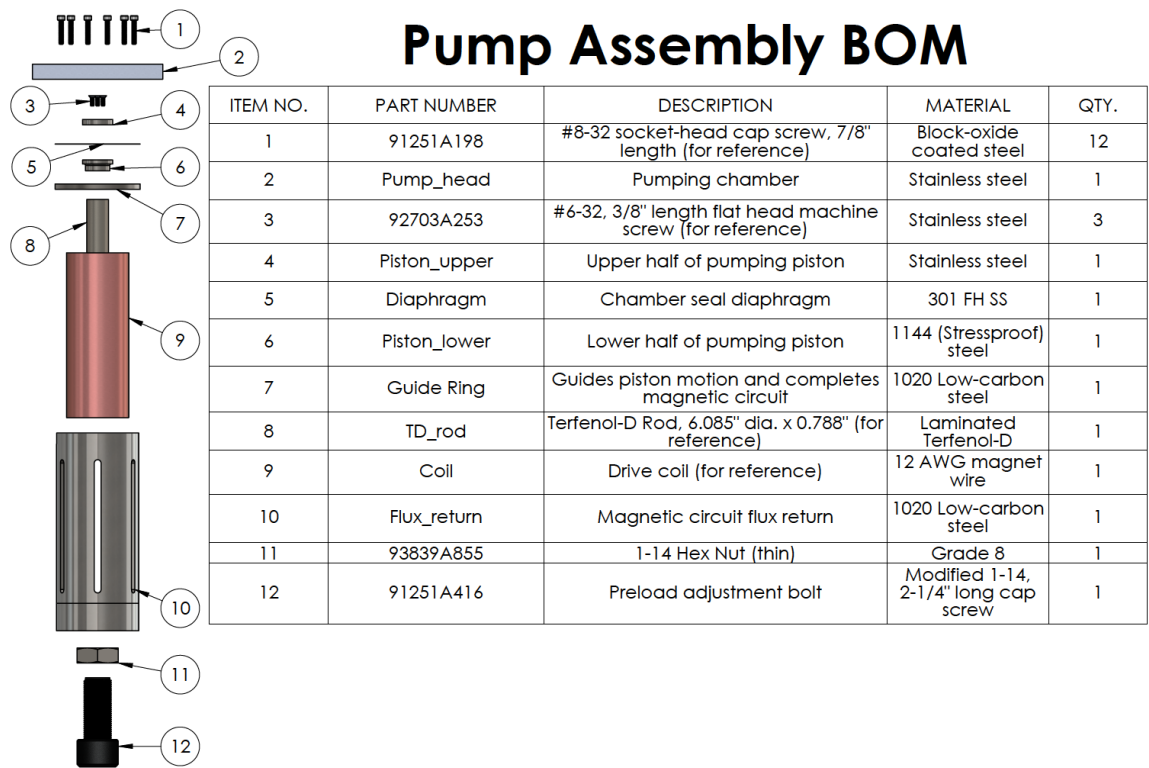 Pump Assembly BOM
ITEM NO. PART NUMBER DESCRIPTION MATERIAL QTY.
1 91251A198 #8-32 socket-head cap screw, 7/8" length (for reference) Block-oxide coated steel 12
2 Pump_head Pumping chamber Stainless steel 1
3 92703A253 #6-32, 3/8" length flat head machine screw (for reference) Stainless steel 3
4 Piston_upper Upper half of pumping piston Stainless steel 1
5 Diaphragm Chamber seal diaphragm 301 FH SS 1
6 Piston_lower Lower half of pumping piston 1144 (Stressproof) steel 1
7 Guide Ring Guides piston motion and completes magnetic circuit 1020 Low-carbon steel 1
8 TD_rod Terfenol-D Rod, 6.085" dia. x 0.788" (for reference) Laminated Terfenol-D 1
9 Coil Drive coil (for reference) 12 AWG magnet wire 1
10 Flux_return Magnetic circuit flux return 1020 Low-carbon steel 1
11 93839A855 1-14 Hex Nut (thin) Grade 8 1
12 91251A416 Preload adjustment bolt Modified 1-14, 2-1/4" long cap screw 1
1
2
3
4
5
6
7
8
9
10
11
12